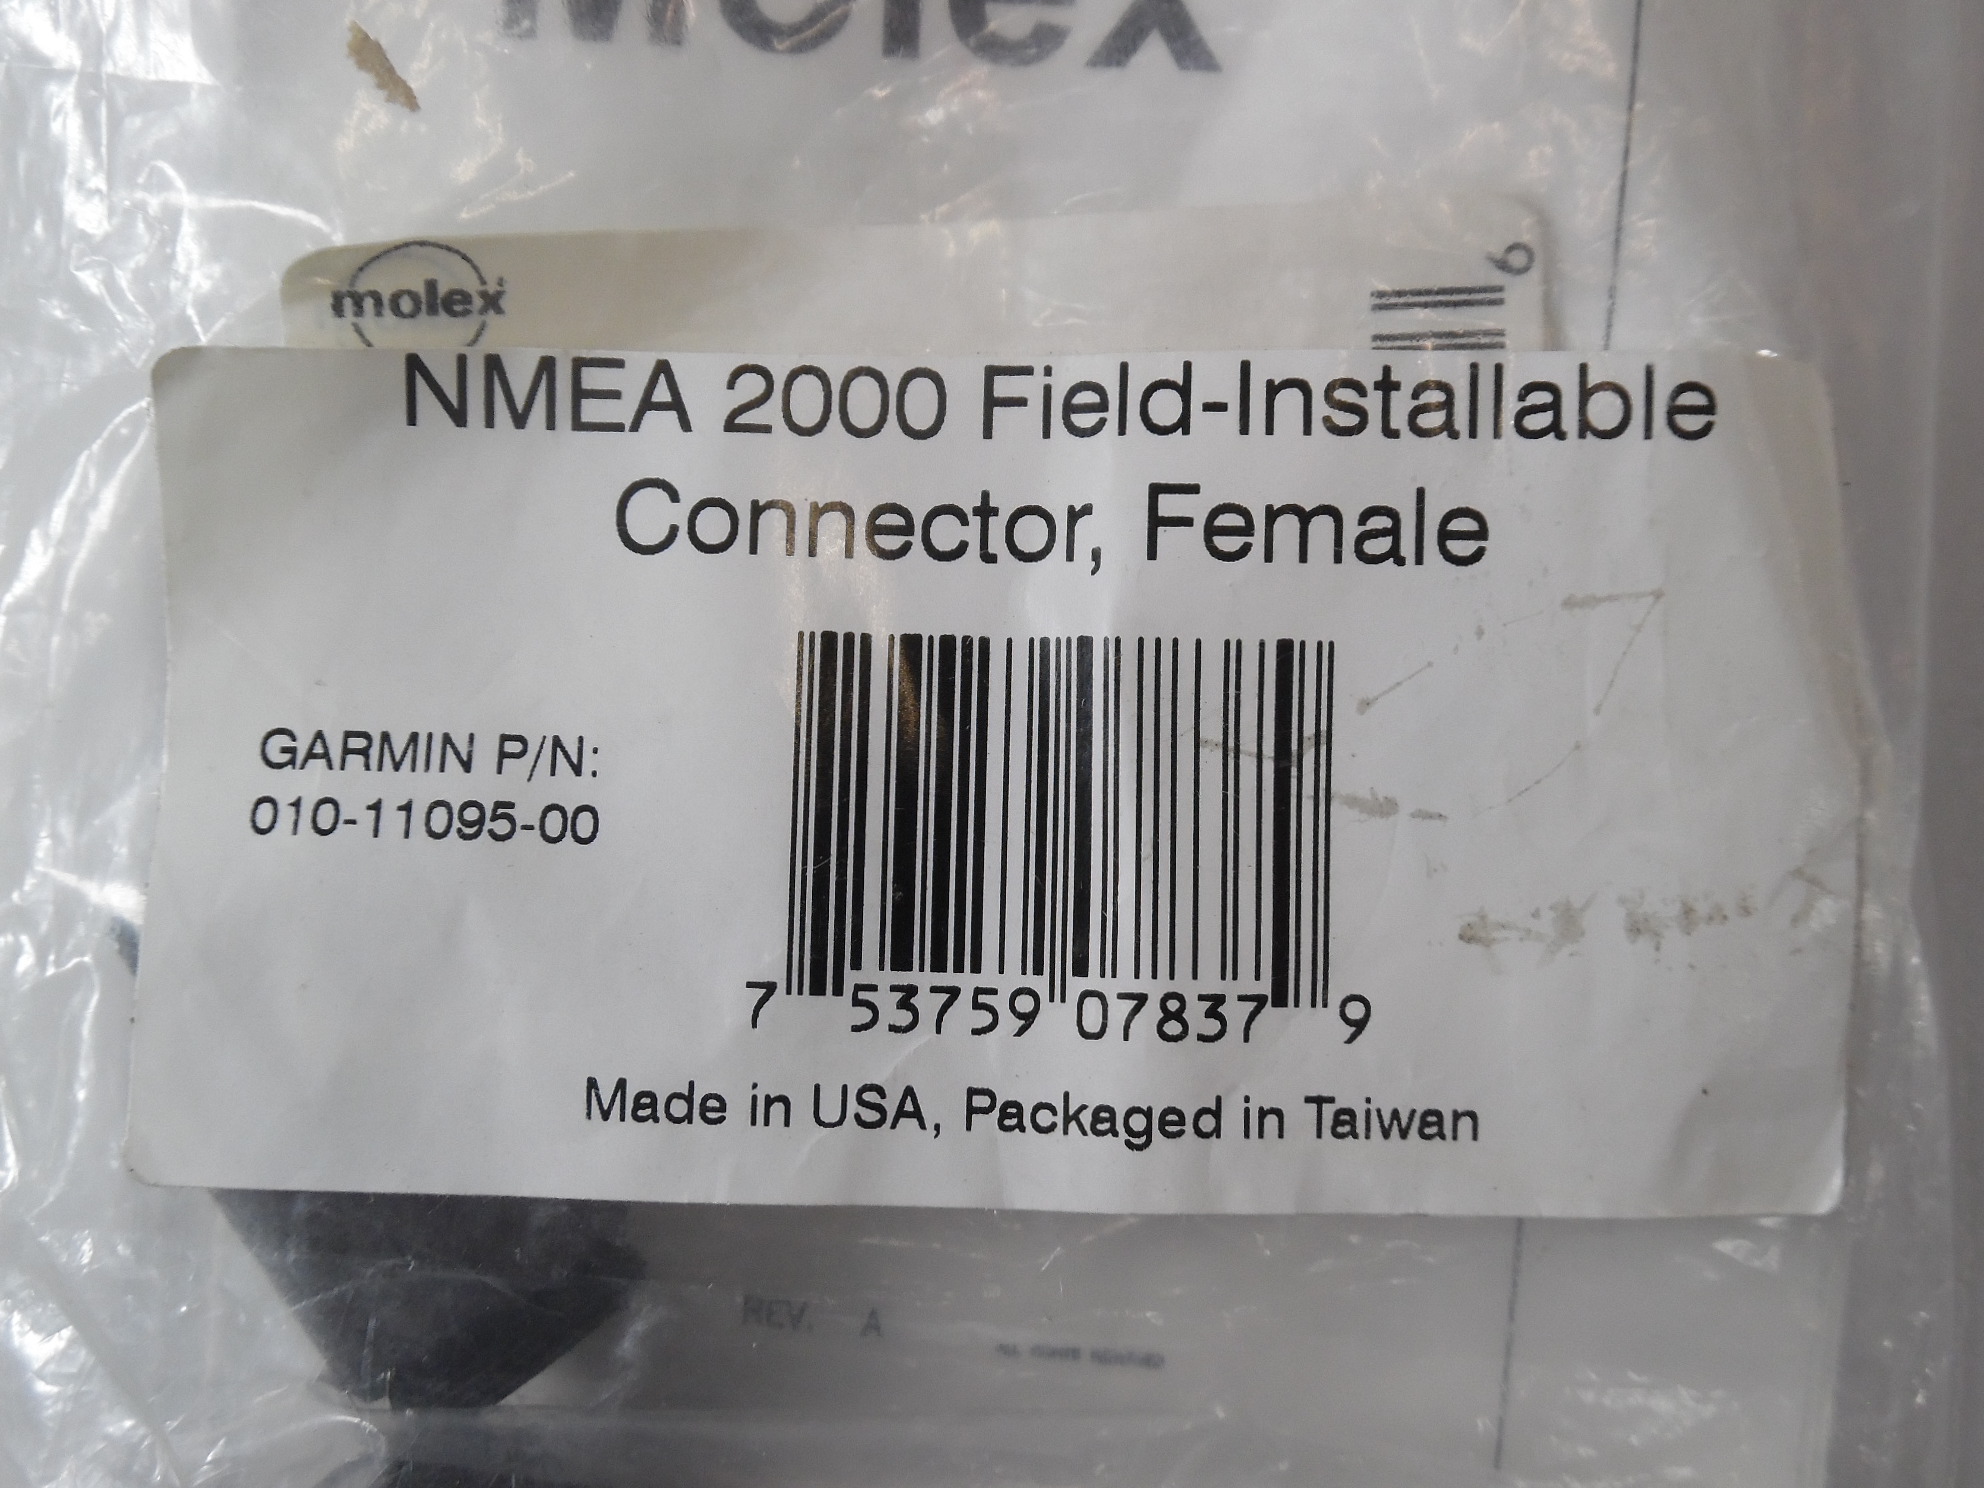 Molex
molex
6
NMEA 2000 Field-Installable
Connector, Female
GARMIN P/N:
010-11095-00
7 53759 07837 9
Made in USA, Packaged in Taiwan
REV. A